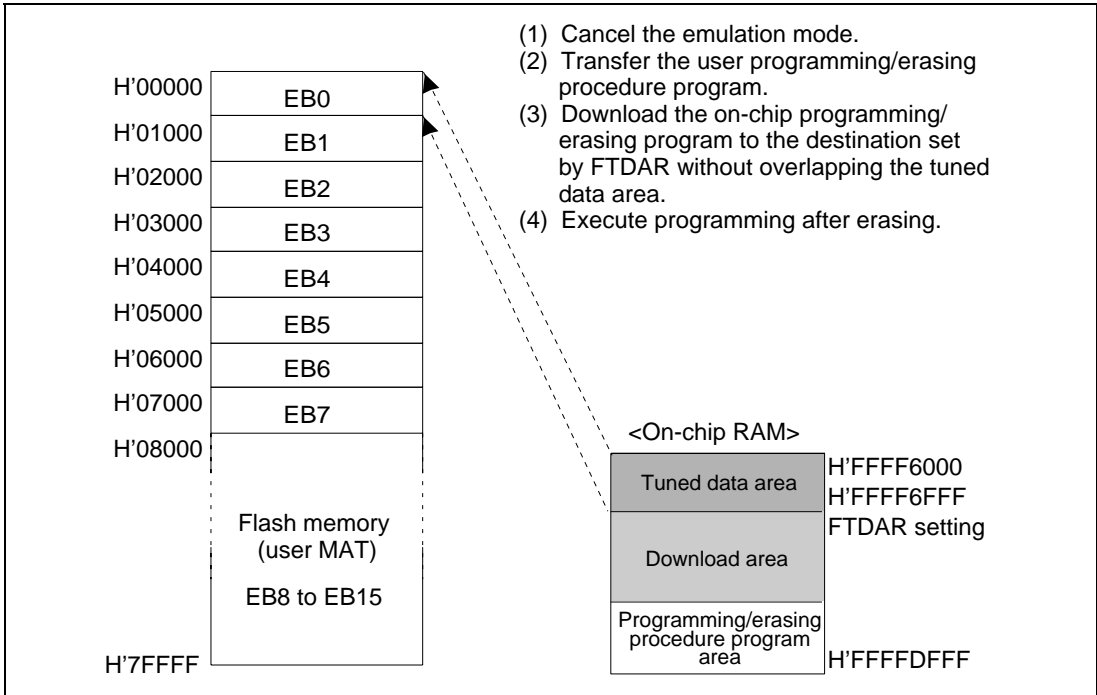 (1) Cancel the emulation mode.
(2) Transfer the user programming/erasing
procedure program.
(3) Download the on-chip programming/
erasing program to the destination set
by FTDAR without overlapping the tuned
data area.
(4) Execute programming after erasing.
H'00000
EB0
H'01000
EB1
H'02000
EB2
H'03000
EB3
H'04000
EB4
H'05000
EB5
H'06000
EB6
H'07000
EB7
H'08000
Flash memory
(user MAT)
EB8 to EB15
H'7FFFF
<On-chip RAM>
Tuned data area
H'FFFF6000
H'FFFF6FFF
FTDAR setting
Download area
Programming/erasing
procedure program
area
H'FFFFDFFF